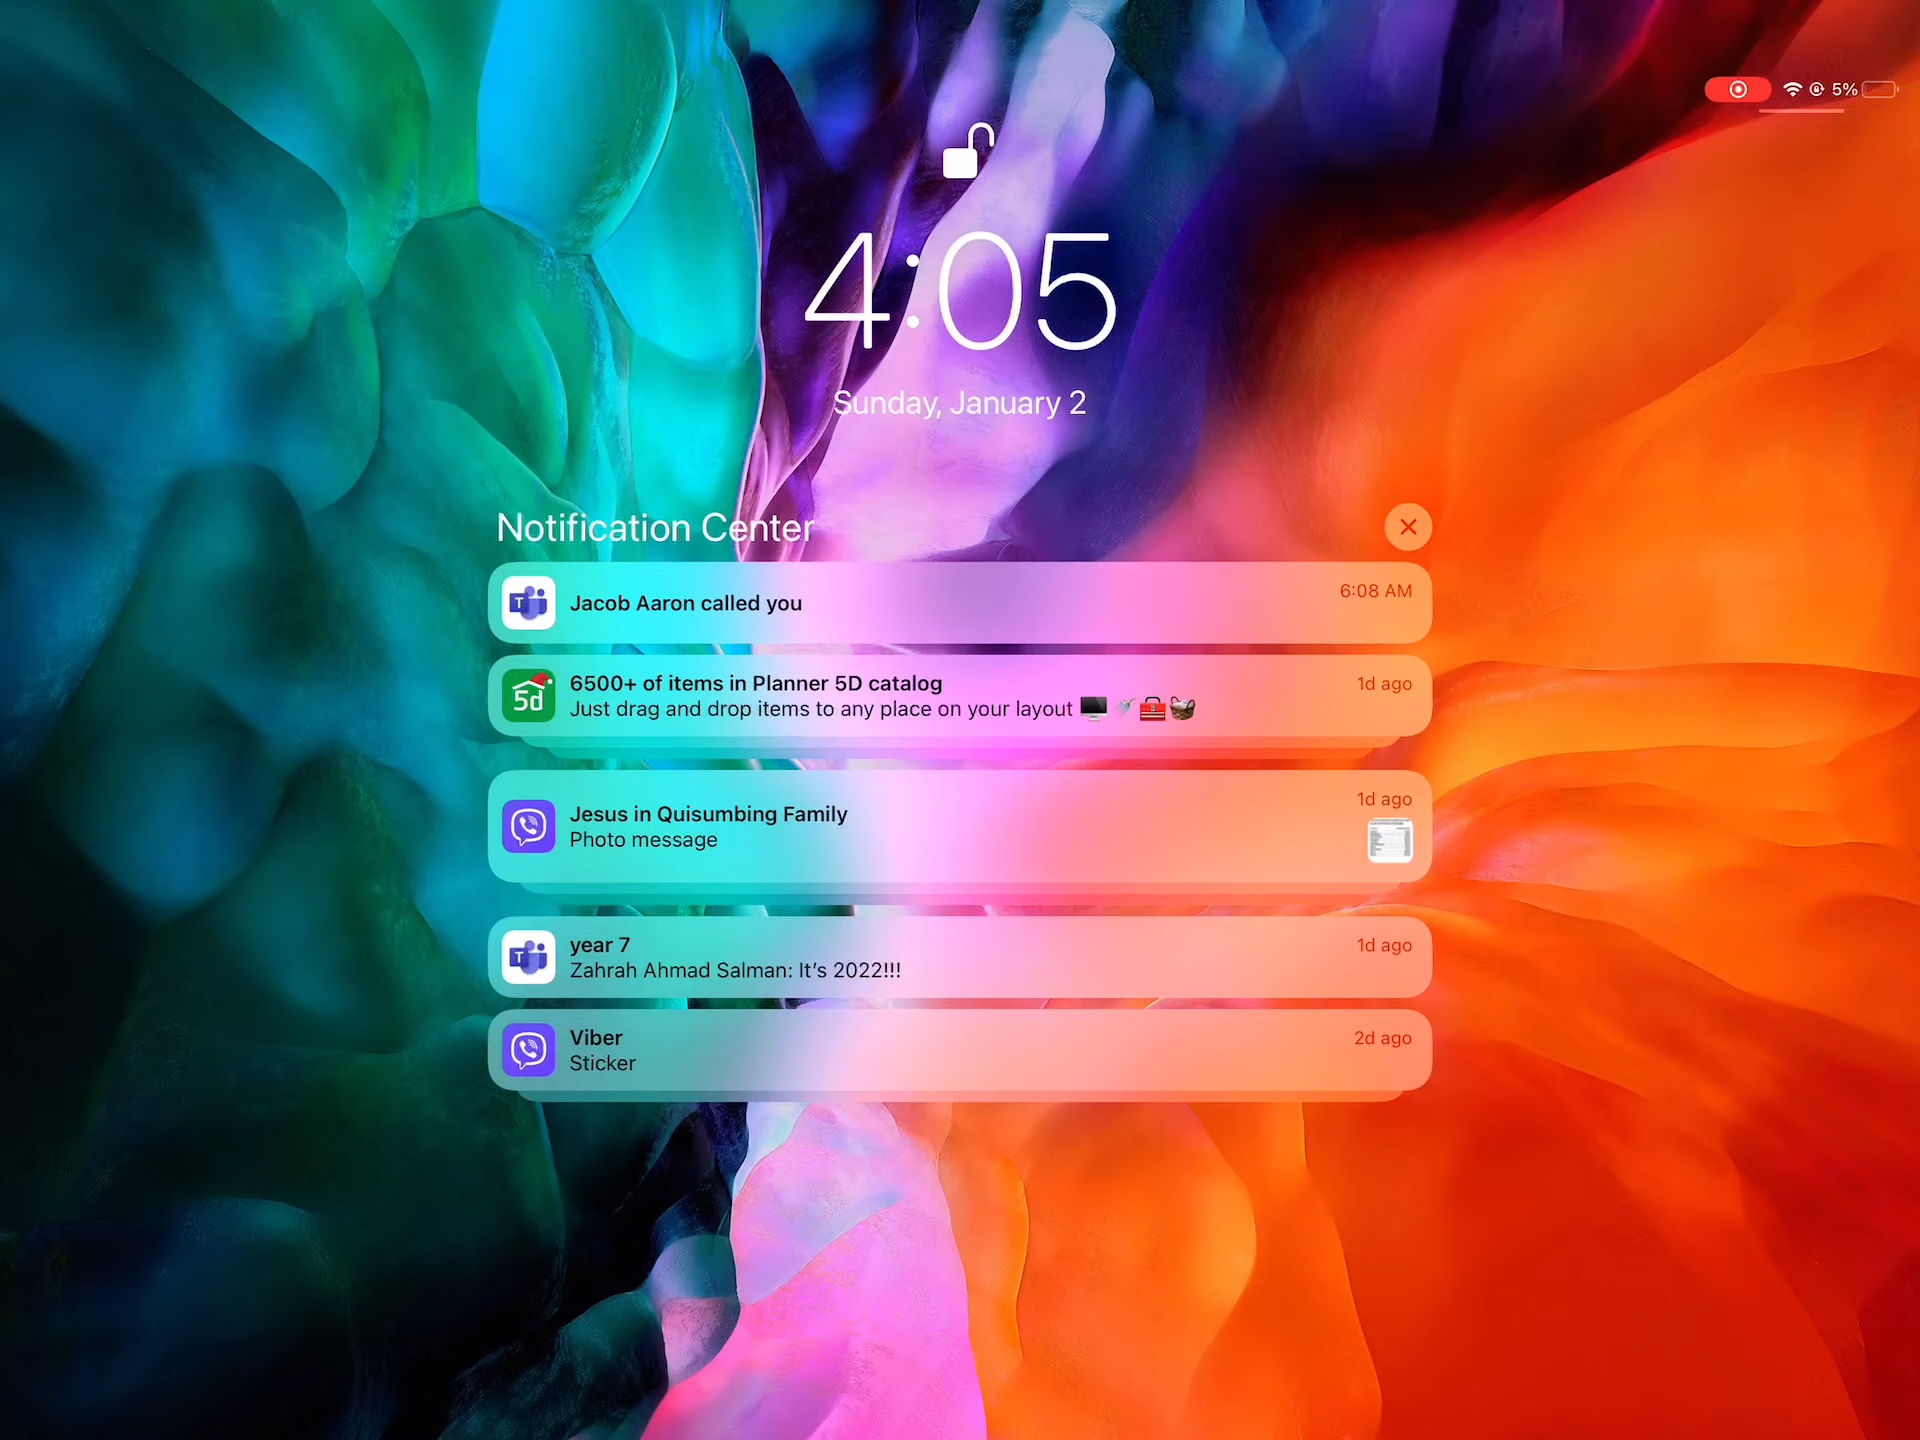 5%
4:05
Sunday, January 2
Notification Center
Jacob Aaron called you
6:08 AM
5d
6500+ of items in Planner 5D catalog
1d ago
Just drag and drop items to any place on your layout 🖥️🚿🧰🧺
Jesus in Quisumbing Family
1d ago
Photo message
year 7
1d ago
Zahrah Ahmad Salman: It’s 2022!!!
Viber
2d ago
Sticker